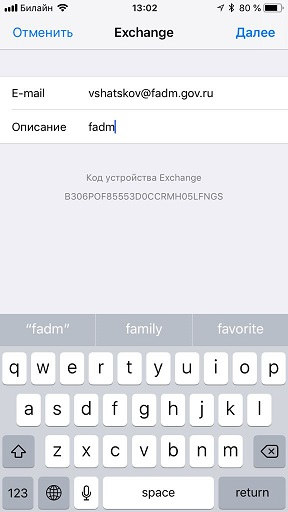 Билайн 13:02 80 %
Отменить Exchange Далее
E-mail vshatskov@fadm.gov.ru
Описание fadm
Код устройства Exchange
B306POF85553D0CCRMH05LFNGS
“fadm” family favorite
q w e r t y u i o p
a s d f g h j k l
z x c v b n m
123 space return